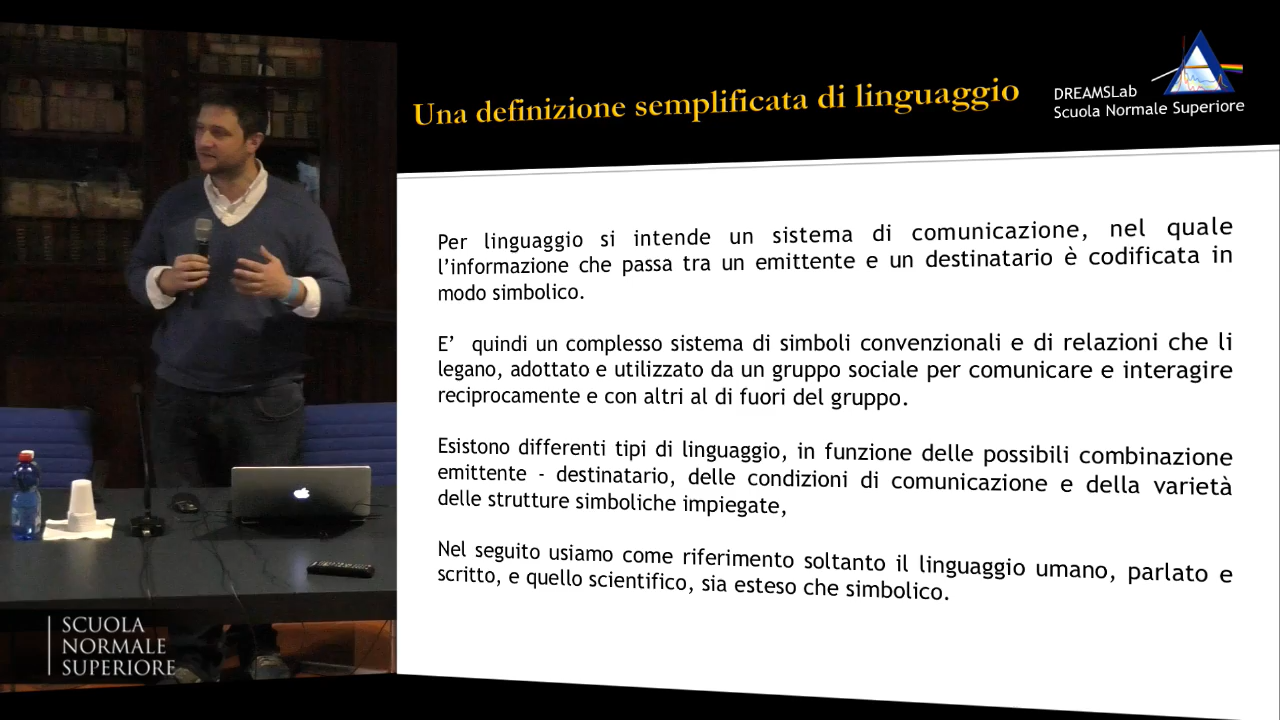 Una definizione semplificata di linguaggio
DREAMSLab
Scuola Normale Superiore
Per linguaggio si intende un sistema di comunicazione, nel quale
l’informazione che passa tra un emittente e un destinatario è codificata in
modo simbolico.
E’ quindi un complesso sistema di simboli convenzionali e di relazioni che li
legano, adottato e utilizzato da un gruppo sociale per comunicare e interagire
reciprocamente e con altri al di fuori del gruppo.
Esistono differenti tipi di linguaggio, in funzione delle possibili combinazione
emittente - destinatario, delle condizioni di comunicazione e della varietà
delle strutture simboliche impiegate,
Nel seguito usiamo come riferimento soltanto il linguaggio umano, parlato e
scritto, e quello scientifico, sia esteso che simbolico.
SCUOLA
NORMALE
SUPERIORE